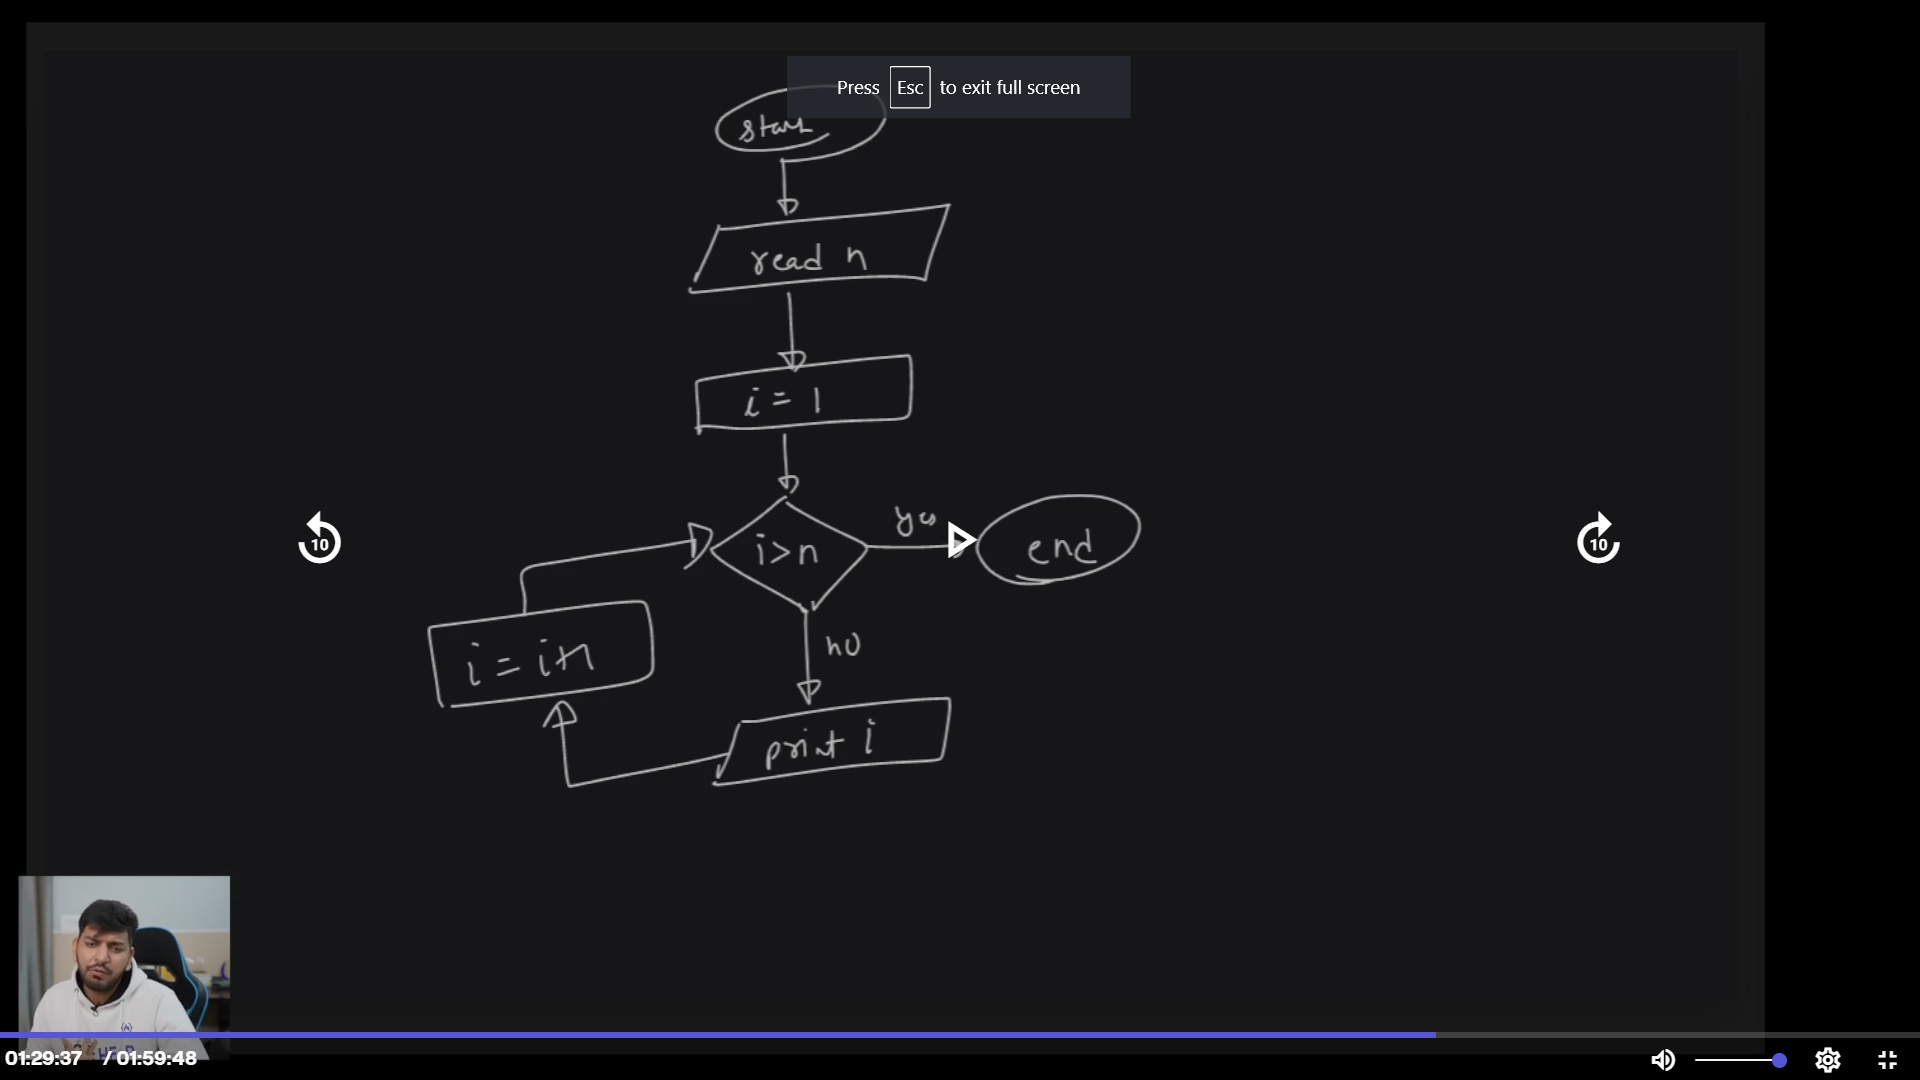 Press Esc to exit full screen
start
read n
i = 1
i>n
yes
end
no
i = i+1
print i
10
10
HELP
01:29:37 / 01:59:48